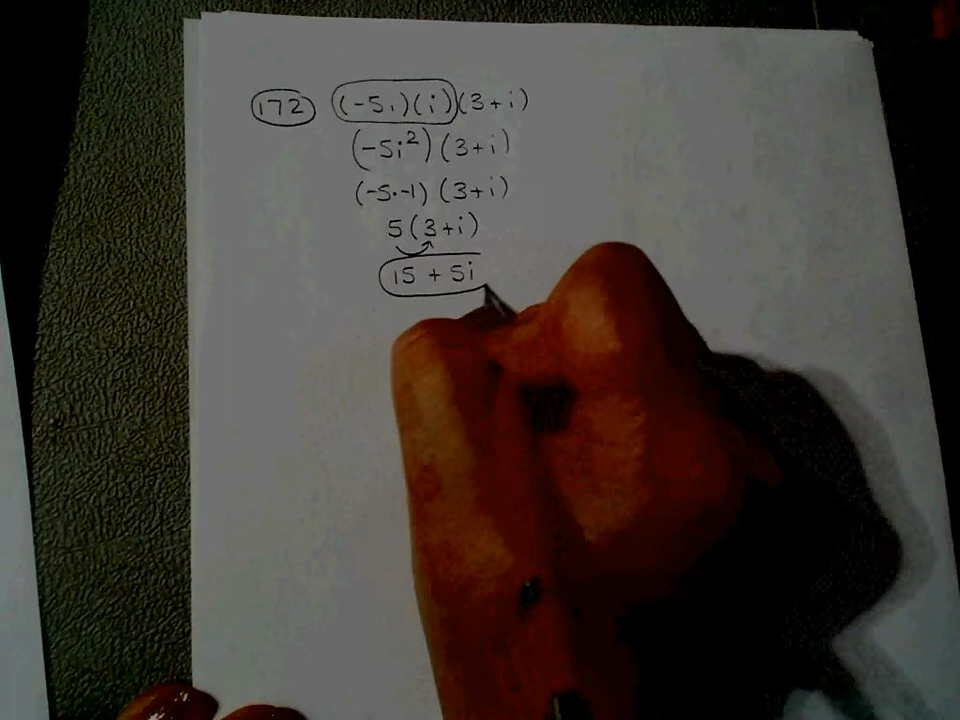 172 (-5i)(i)(3+i)
(-5i²)(3+i)
(-5·-1)(3+i)
5(3+i)
15 + 5i